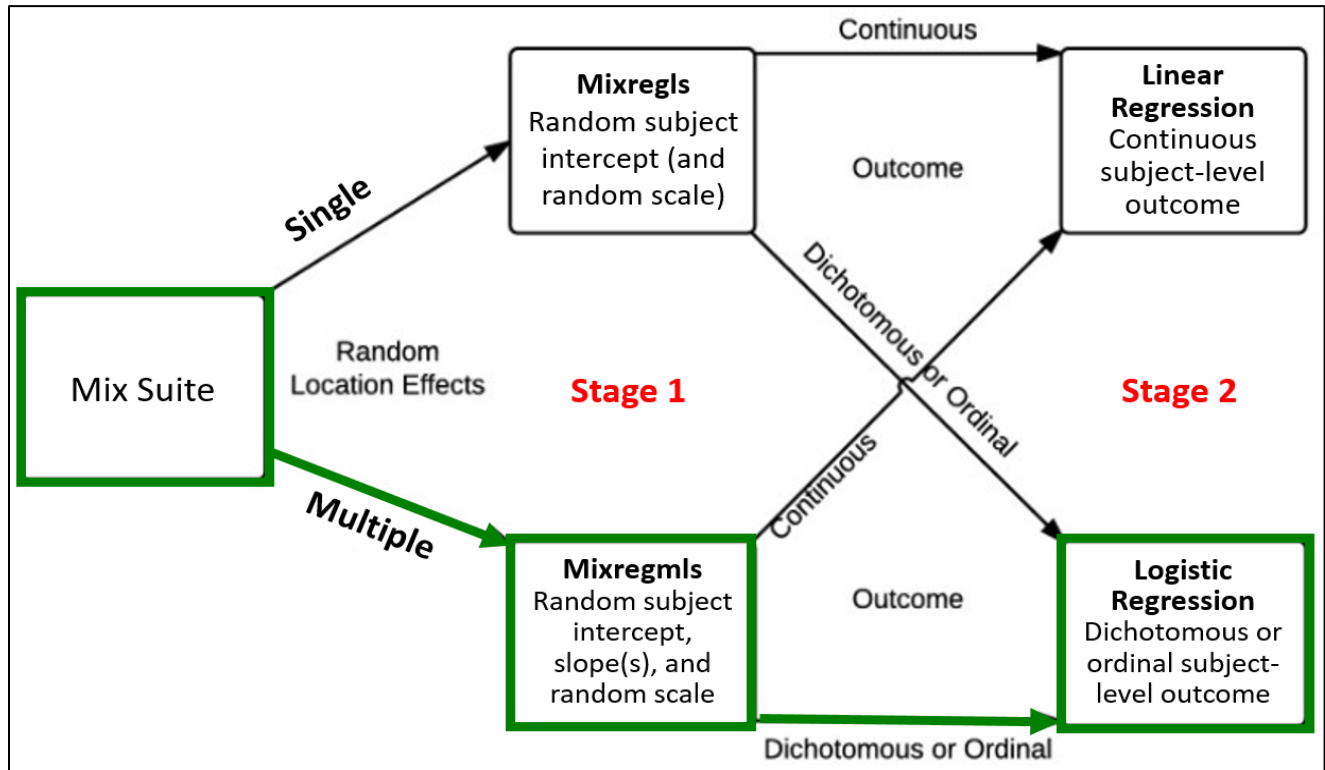 Continuous
Mixregls
Random subject
intercept (and
random scale)
Linear
Regression
Continuous
subject-level
outcome
Outcome
Single
Dichotomous or Ordinal
Mix Suite
Random
Location Effects
Stage 1
Stage 2
Multiple
Continuous
Mixregmls
Random subject
intercept,
slope(s), and
random scale
Outcome
Logistic
Regression
Dichotomous or
ordinal subject-
level outcome
Dichotomous or Ordinal